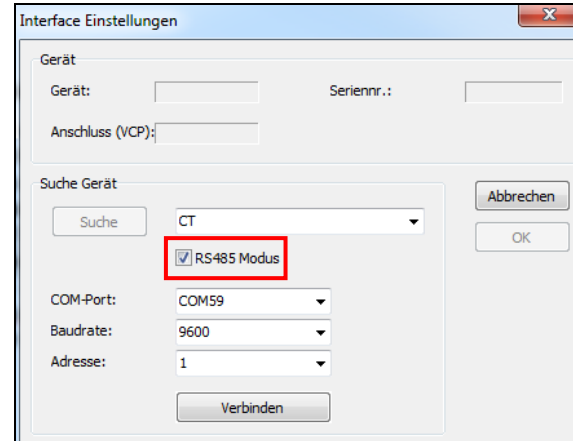 Interface Einstellungen
Gerät
Gerät: Seriennr.:
Anschluss (VCP):
Suche Gerät
Abbrechen
Suche CT
OK
RS485 Modus
COM-Port: COM59
Baudrate: 9600
Adresse: 1
Verbinden